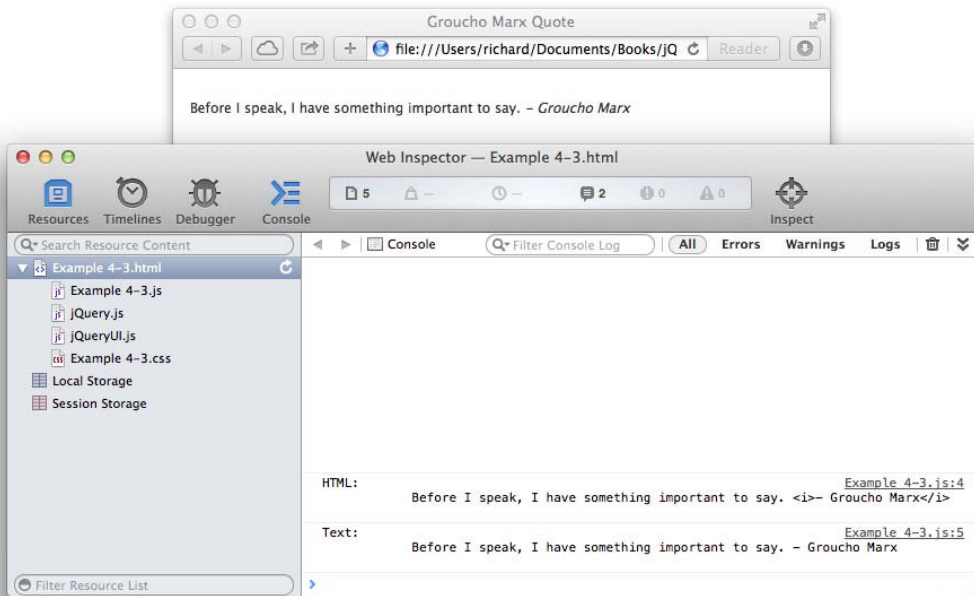 Groucho Marx Quote
file:///Users/richard/Documents/Books/jQ
Reader
Before I speak, I have something important to say. – Groucho Marx
Web Inspector — Example 4-3.html
5 — — 2 0 0
Resources Timelines Debugger Console Inspect
Search Resource Content
Console Filter Console Log All Errors Warnings Logs
Example 4-3.html
Example 4-3.js
jQuery.js
jQueryUI.js
Example 4-3.css
Local Storage
Session Storage
HTML: Example 4-3.js:4
Before I speak, I have something important to say. <i>– Groucho Marx</i>
Text: Example 4-3.js:5
Before I speak, I have something important to say. – Groucho Marx
Filter Resource List